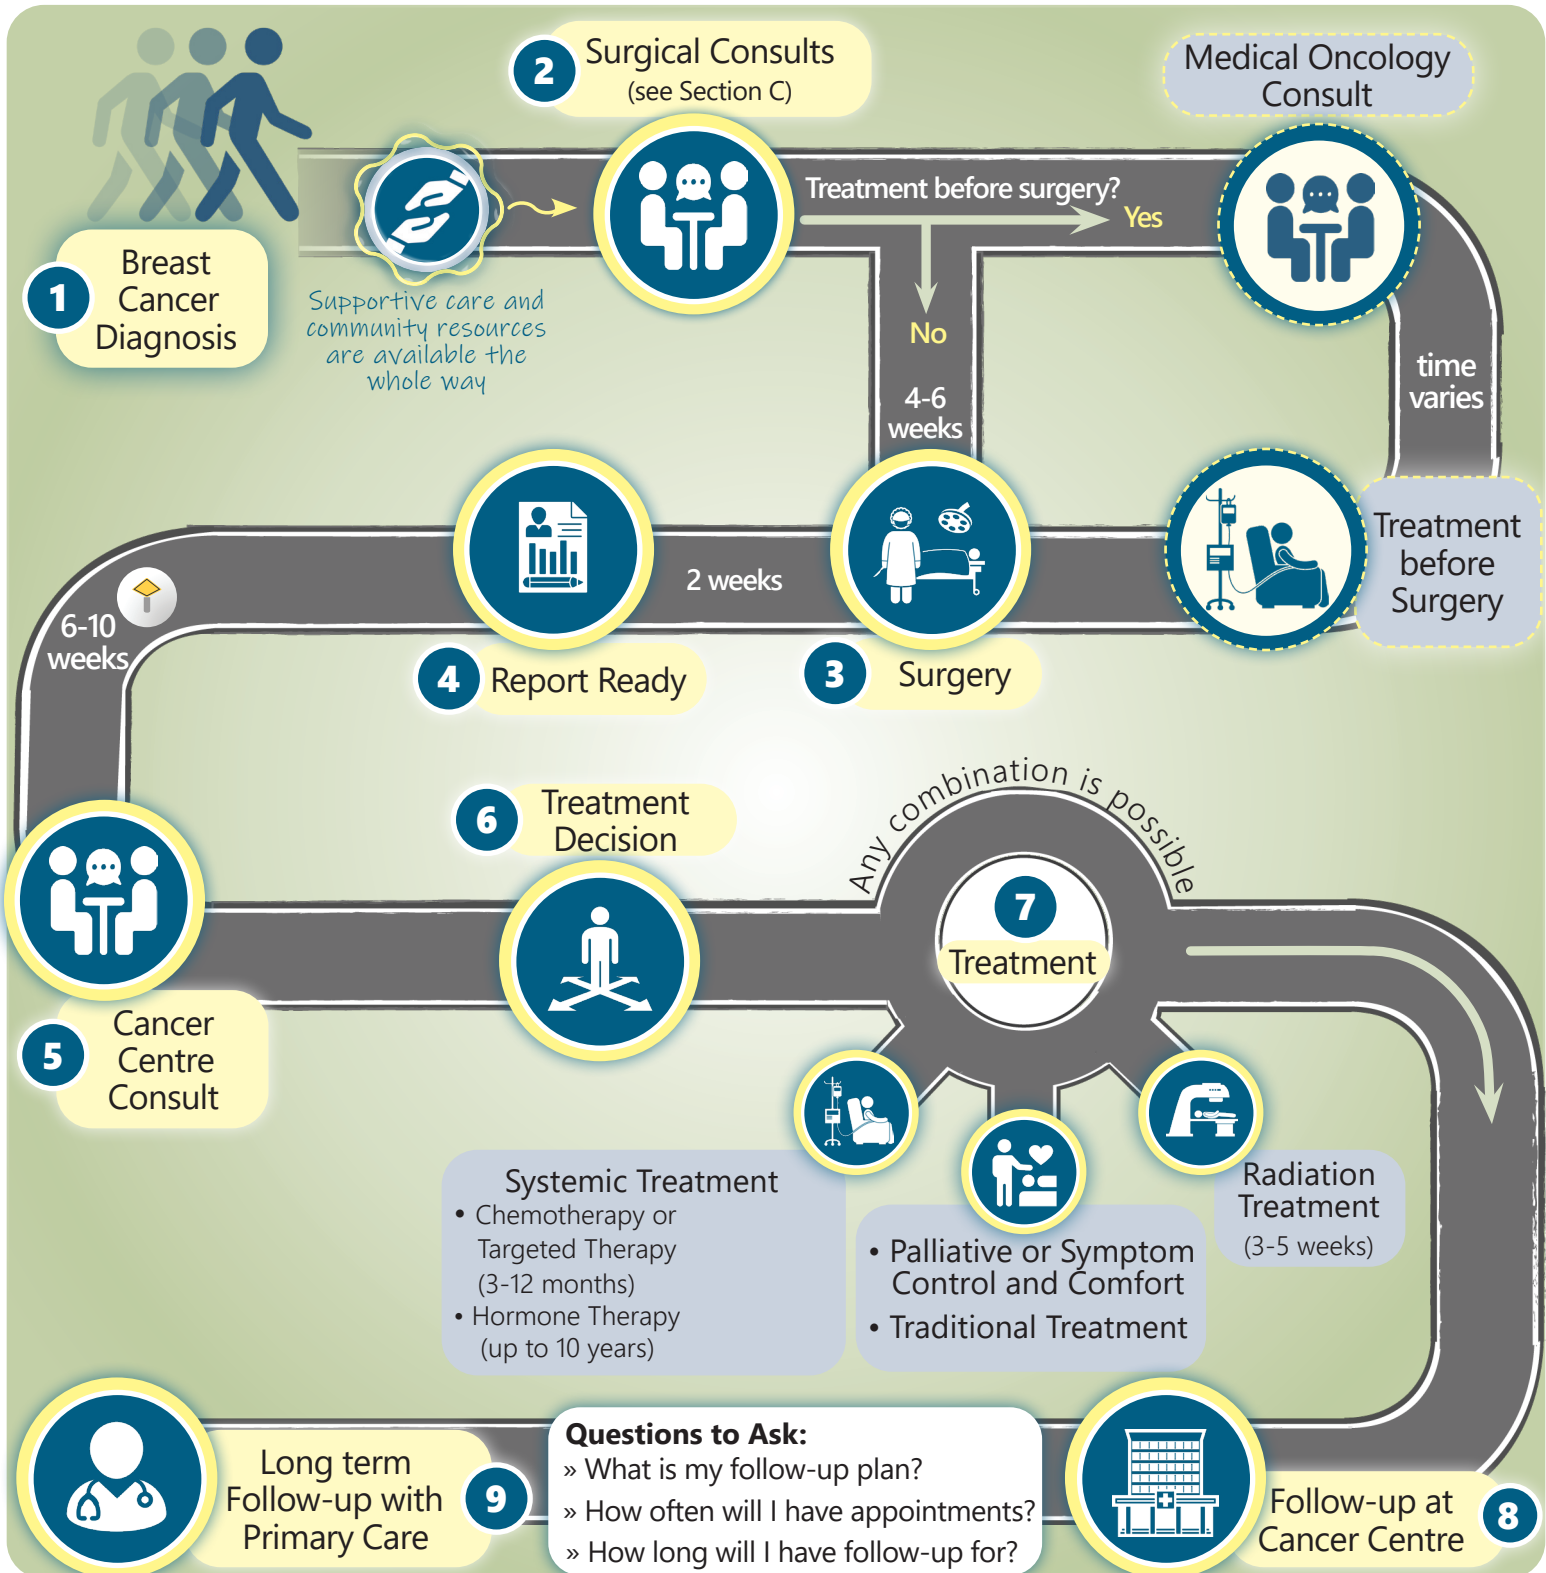 1
Breast
Cancer
Diagnosis
Supportive care and
community resources
are available the
whole way
2
Surgical Consults
(see Section C)
Treatment before surgery?
Yes
No
4-6
weeks
Medical Oncology
Consult
time
varies
Treatment
before
Surgery
3
Surgery
2 weeks
4
Report Ready
6-10
weeks
5
Cancer
Centre
Consult
6
Treatment
Decision
Any combination is possible
7
Treatment
Systemic Treatment
• Chemotherapy or
Targeted Therapy
(3-12 months)
• Hormone Therapy
(up to 10 years)
• Palliative or Symptom
Control and Comfort
• Traditional Treatment
Radiation
Treatment
(3-5 weeks)
8
Follow-up at
Cancer Centre
Questions to Ask:
» What is my follow-up plan?
» How often will I have appointments?
» How long will I have follow-up for?
9
Long term
Follow-up with
Primary Care